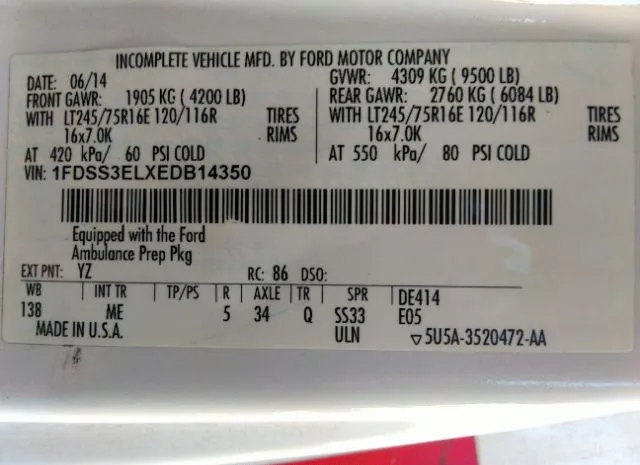 INCOMPLETE VEHICLE MFD. BY FORD MOTOR COMPANY
DATE: 06/14 GVWR: 4309 KG ( 9500 LB)
FRONT GAWR: 1905 KG ( 4200 LB) REAR GAWR: 2760 KG ( 6084 LB)
WITH LT245/75R16E 120/116R TIRES WITH LT245/75R16E 120/116R TIRES
16x7.0K RIMS 16x7.0K RIMS
AT 420 kPa/ 60 PSI COLD AT 550 kPa/ 80 PSI COLD
VIN: 1FDSS3ELXEDB14350
Equipped with the Ford
Ambulance Prep Pkg
EXT PNT: YZ RC: 86 DSO:
WB INT TR TP/PS R AXLE TR SPR DE414
138 ME 5 34 Q SS33 E05
MADE IN U.S.A. ULN ▽5U5A-3520472-AA